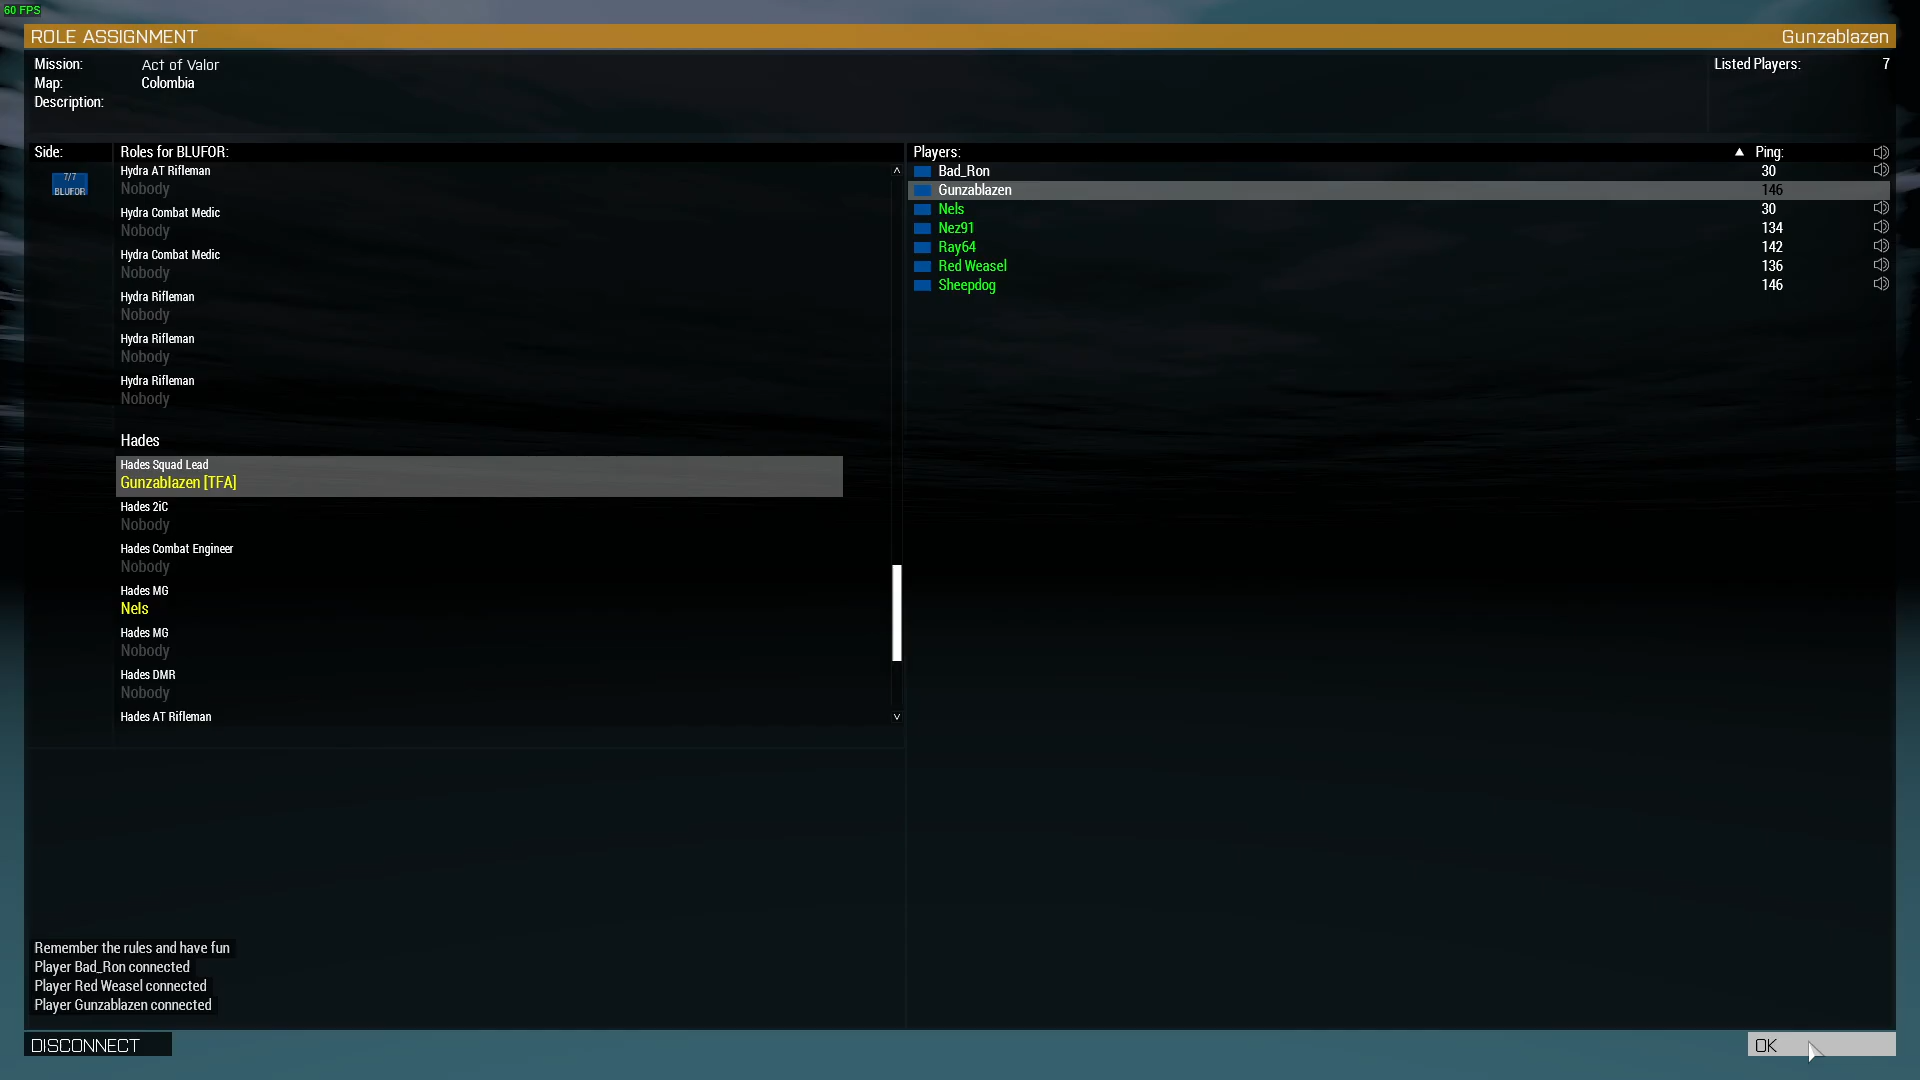 60 FPS
ROLE ASSIGNMENT
Gunzablazen
Mission: Act of Valor
Listed Players: 7
Map: Colombia
Description:
Side:
7/7
BLUFOR
Roles for BLUFOR:
Hydra AT Rifleman
Nobody
Hydra Combat Medic
Nobody
Hydra Combat Medic
Nobody
Hydra Rifleman
Nobody
Hydra Rifleman
Nobody
Hydra Rifleman
Nobody
Hades
Hades Squad Lead
Gunzablazen [TFA]
Hades 2iC
Nobody
Hades Combat Engineer
Nobody
Hades MG
Nels
Hades MG
Nobody
Hades DMR
Nobody
Hades AT Rifleman
Players: Ping:
Bad_Ron 30
Gunzablazen 146
Nels 30
Nez91 134
Ray64 142
Red Weasel 136
Sheepdog 146
Remember the rules and have fun
Player Bad_Ron connected
Player Red Weasel connected
Player Gunzablazen connected
DISCONNECT
OK